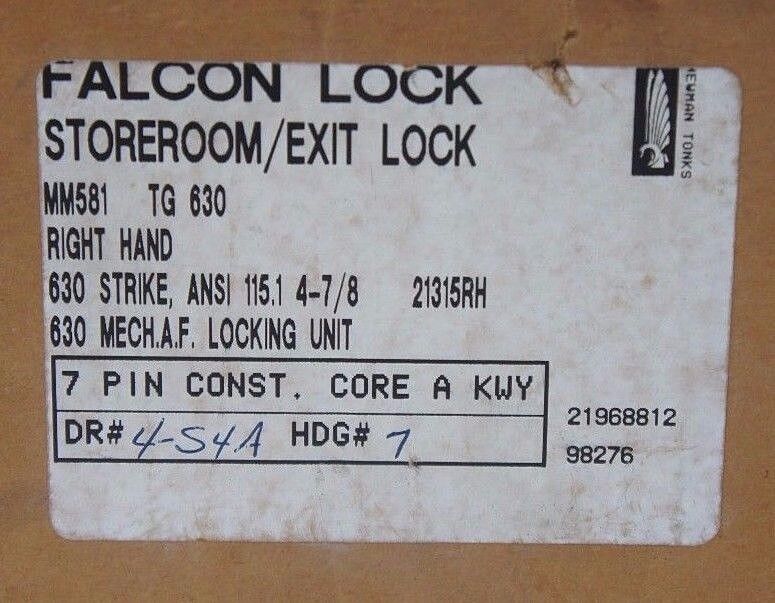 FALCON LOCK
STOREROOM/EXIT LOCK
NEWMAN TONKS
MM581 TG 630
RIGHT HAND
630 STRIKE, ANSI 115.1 4-7/8 21315RH
630 MECH.A.F. LOCKING UNIT
7 PIN CONST. CORE A KWY
DR# 4-S4A HDG# 7
21968812
98276